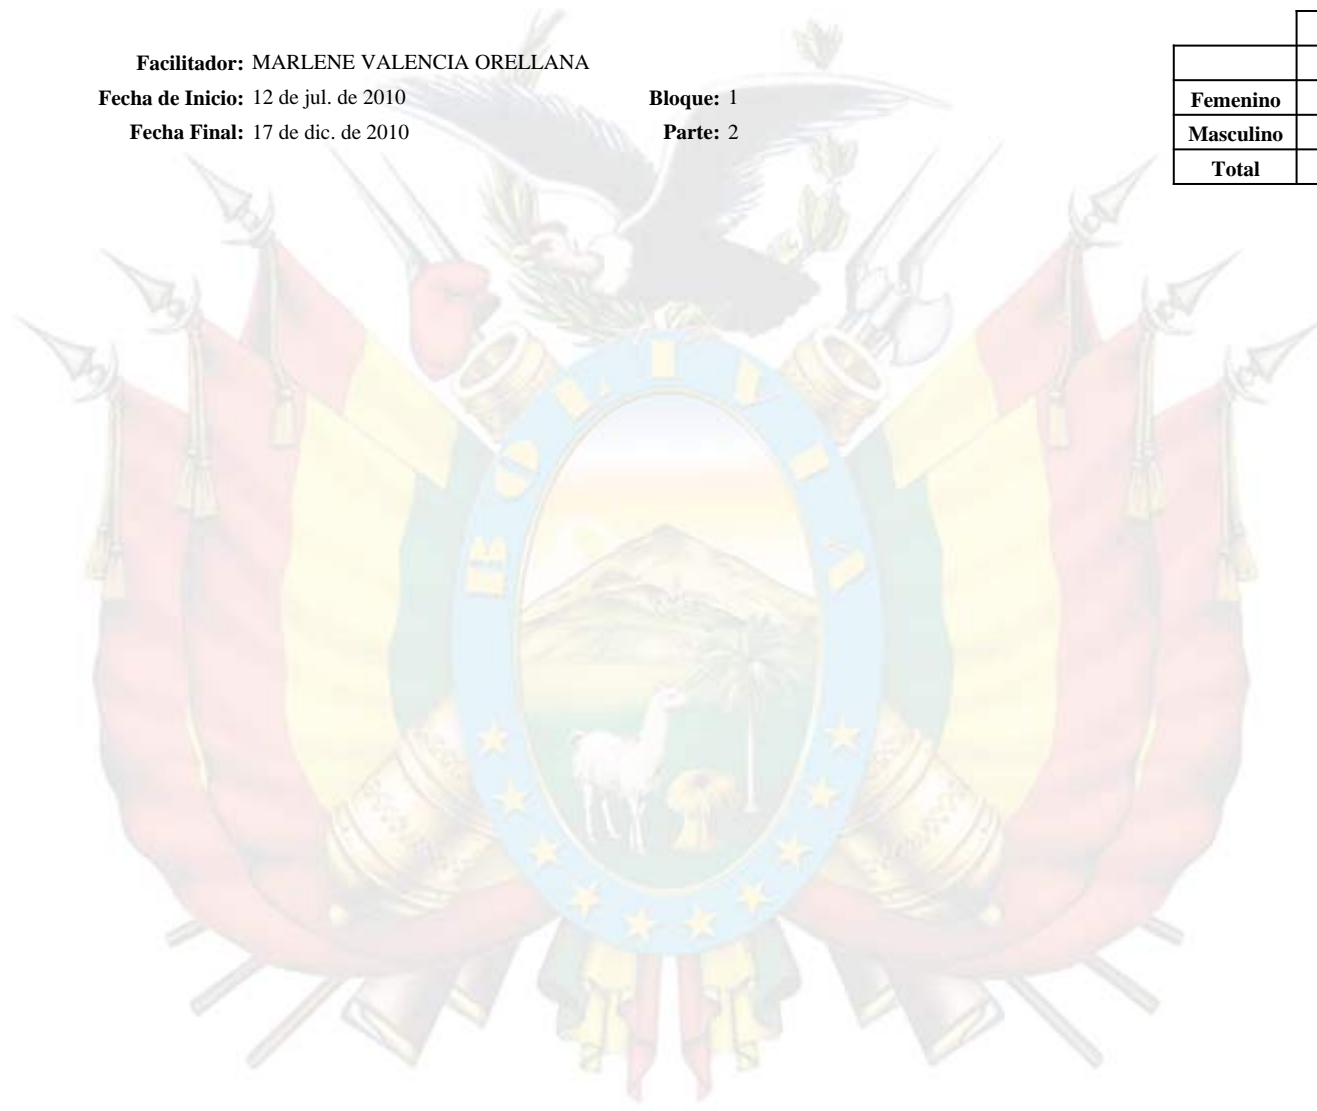 Facilitador: MARLENE VALENCIA ORELLANA
Fecha de Inicio: 12 de jul. de 2010 Bloque: 1
Fecha Final: 17 de dic. de 2010 Parte: 2
Femenino
Masculino
Total
BOLIVIA